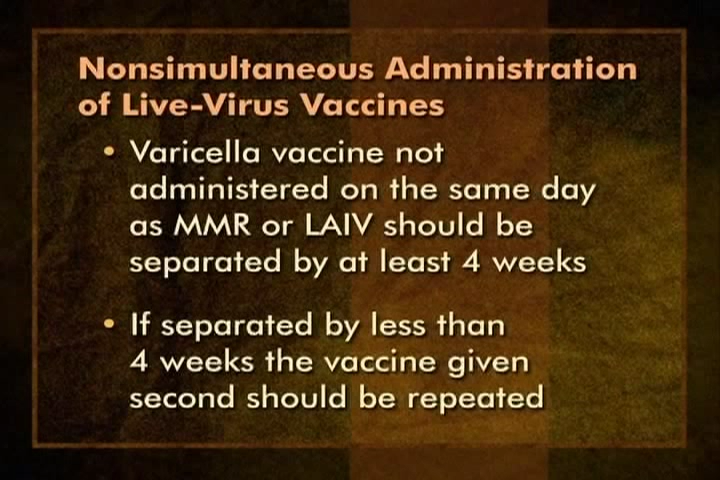 Nonsimultaneous Administration
of Live-Virus Vaccines
• Varicella vaccine not
administered on the same day
as MMR or LAIV should be
separated by at least 4 weeks
• If separated by less than
4 weeks the vaccine given
second should be repeated